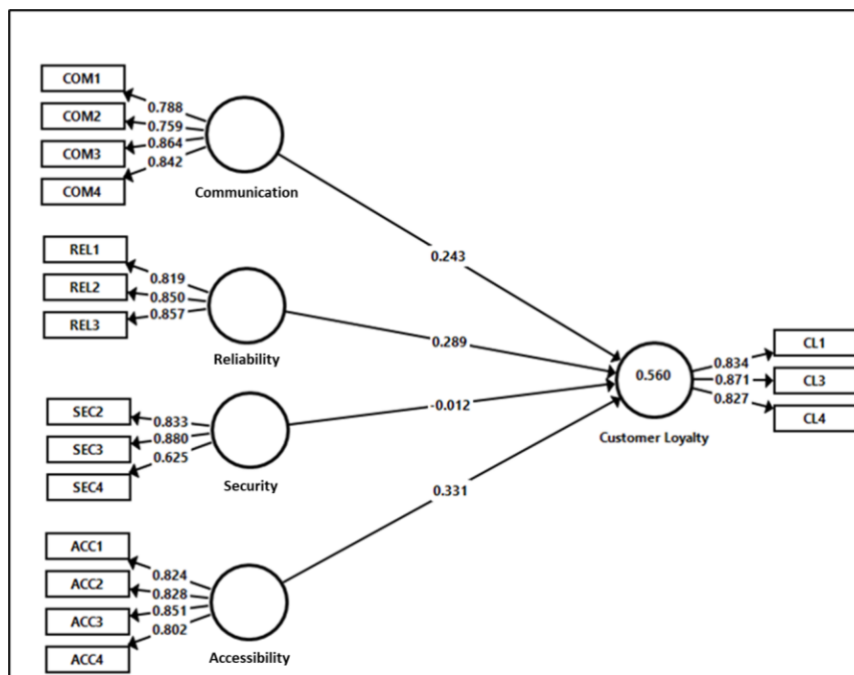 COM1
0.788
COM2
0.759
COM3
0.864
0.842
COM4
Communication
REL1
0.819
REL2
0.850
0.857
REL3
Reliability
SEC2
0.833
SEC3
0.880
0.625
SEC4
Security
ACC1
0.824
ACC2
0.828
0.851
ACC3
0.802
ACC4
Accessibility
0.243
0.289
-0.012
0.331
0.560
Customer Loyalty
CL1
0.834
0.871
CL3
0.827
CL4